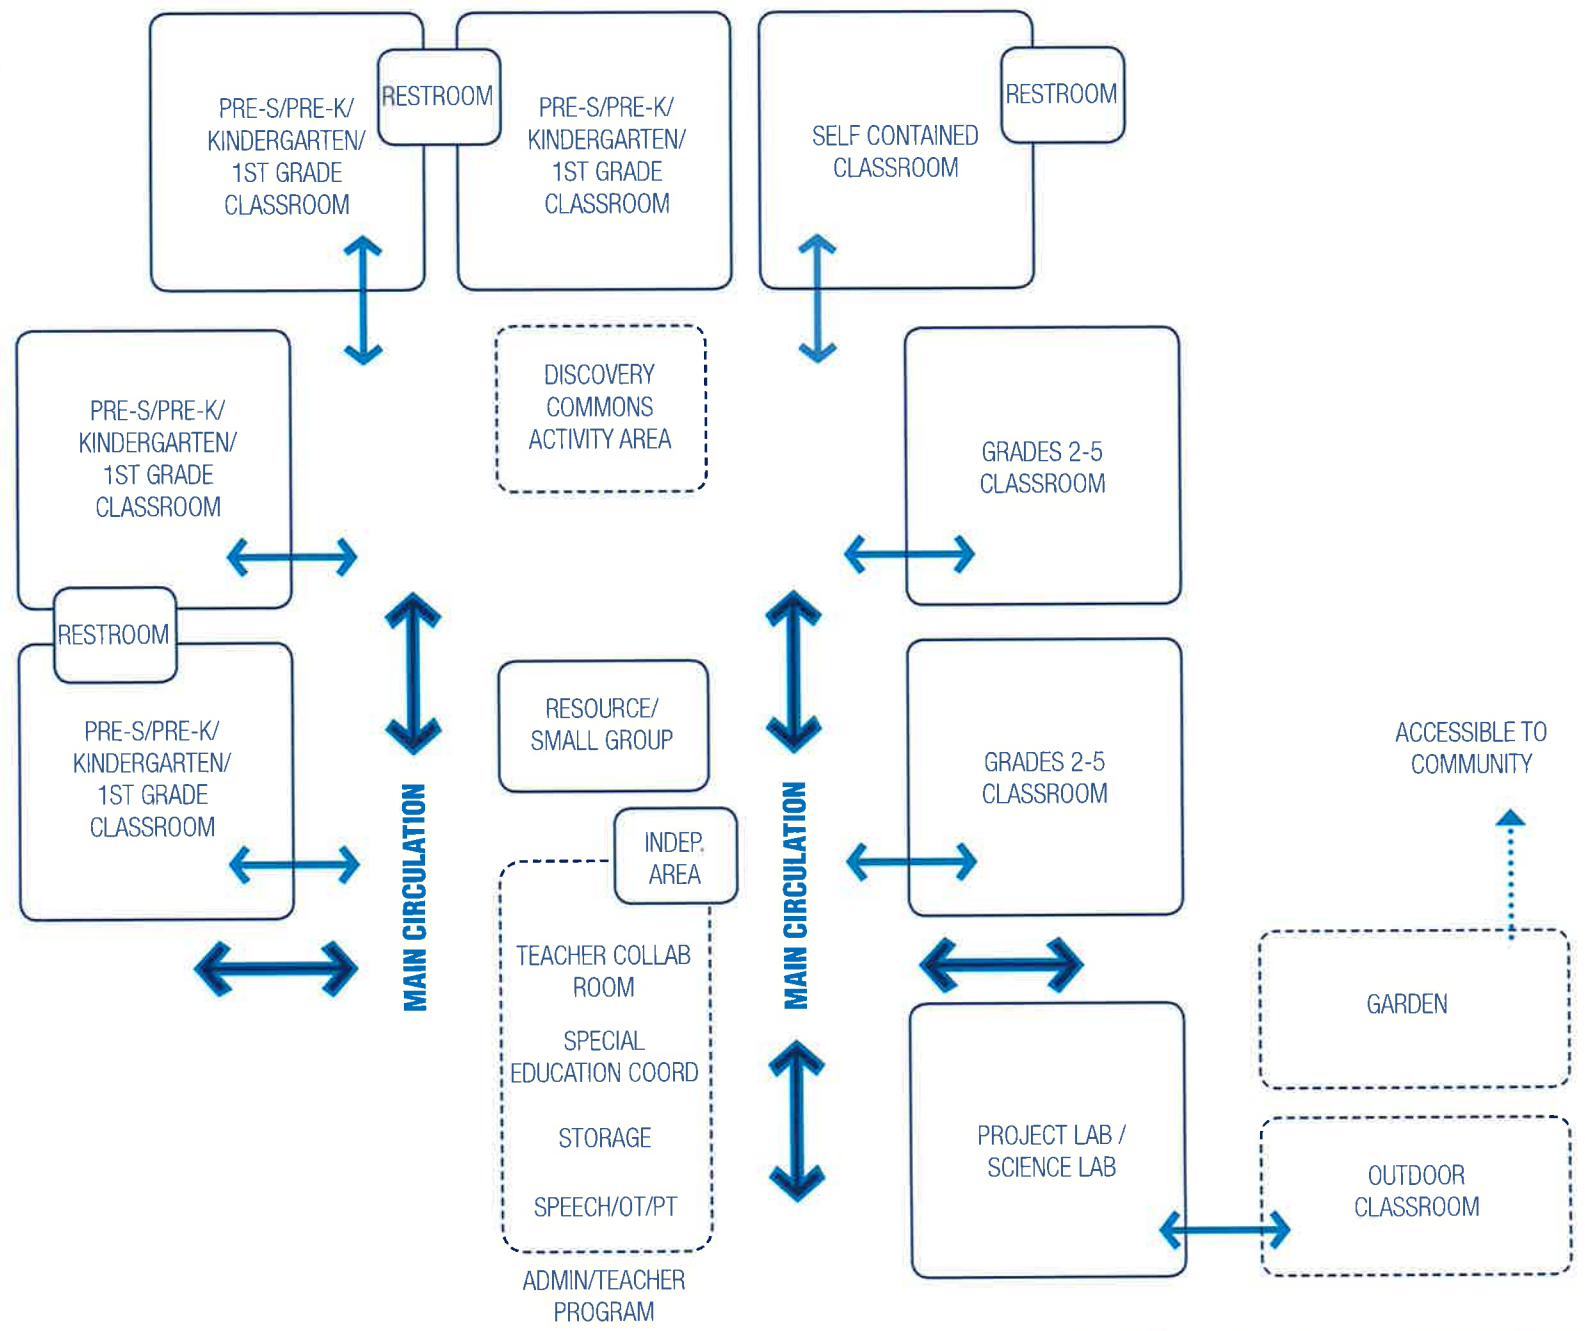 PRE-S/PRE-K/
KINDERGARTEN/
1ST GRADE
CLASSROOM
RESTROOM
PRE-S/PRE-K/
KINDERGARTEN/
1ST GRADE
CLASSROOM
SELF CONTAINED
CLASSROOM
RESTROOM
PRE-S/PRE-K/
KINDERGARTEN/
1ST GRADE
CLASSROOM
DISCOVERY
COMMONS
ACTIVITY AREA
GRADES 2-5
CLASSROOM
RESTROOM
PRE-S/PRE-K/
KINDERGARTEN/
1ST GRADE
CLASSROOM
MAIN CIRCULATION
RESOURCE/
SMALL GROUP
INDEP.
AREA
MAIN CIRCULATION
GRADES 2-5
CLASSROOM
ACCESSIBLE TO
COMMUNITY
TEACHER COLLAB
ROOM
SPECIAL
EDUCATION COORD
STORAGE
SPEECH/OT/PT
ADMIN/TEACHER
PROGRAM
PROJECT LAB /
SCIENCE LAB
GARDEN
OUTDOOR
CLASSROOM